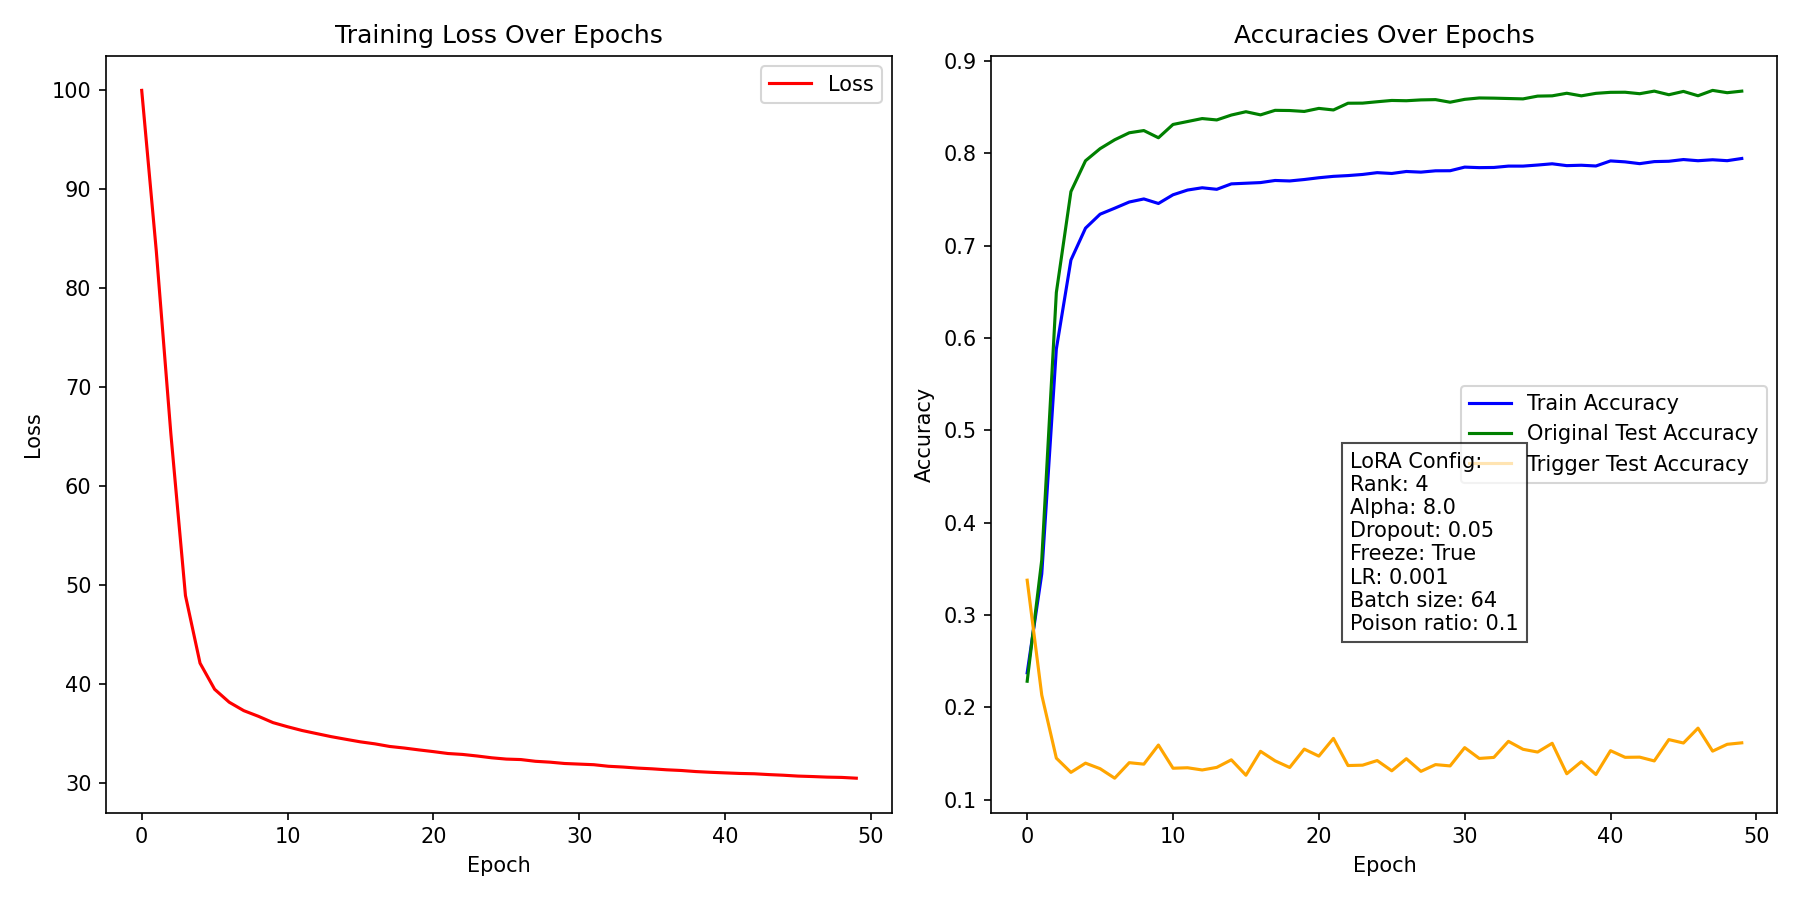 Training Loss Over Epochs
Loss
100
90
80
70
60
50
40
30
Loss
0 10 20 30 40 50
Epoch
Accuracies Over Epochs
0.9
0.8
0.7
0.6
0.5
0.4
0.3
0.2
0.1
Accuracy
Train Accuracy
Original Test Accuracy
Trigger Test Accuracy
LoRA Config:
Rank: 4
Alpha: 8.0
Dropout: 0.05
Freeze: True
LR: 0.001
Batch size: 64
Poison ratio: 0.1
0 10 20 30 40 50
Epoch